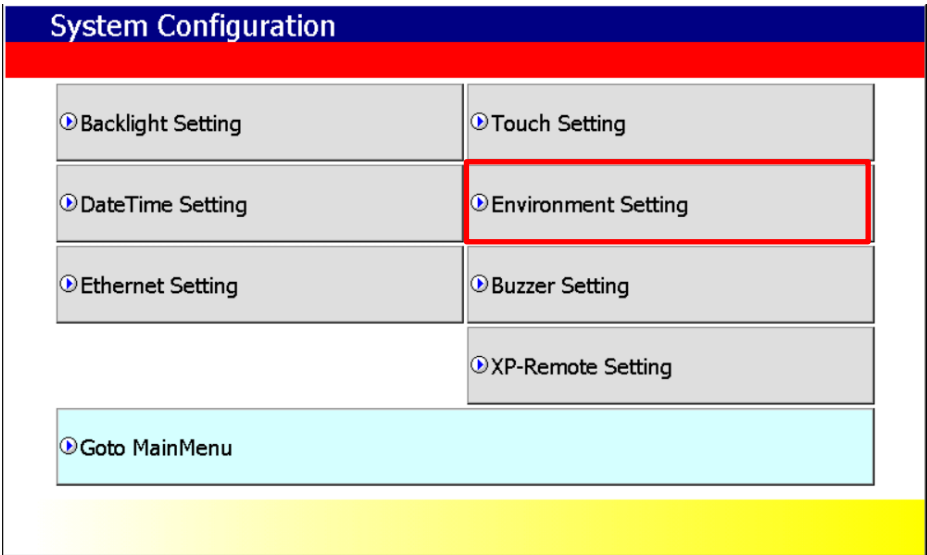 System Configuration
Backlight Setting
Touch Setting
DateTime Setting
Environment Setting
Ethernet Setting
Buzzer Setting
XP-Remote Setting
Goto MainMenu